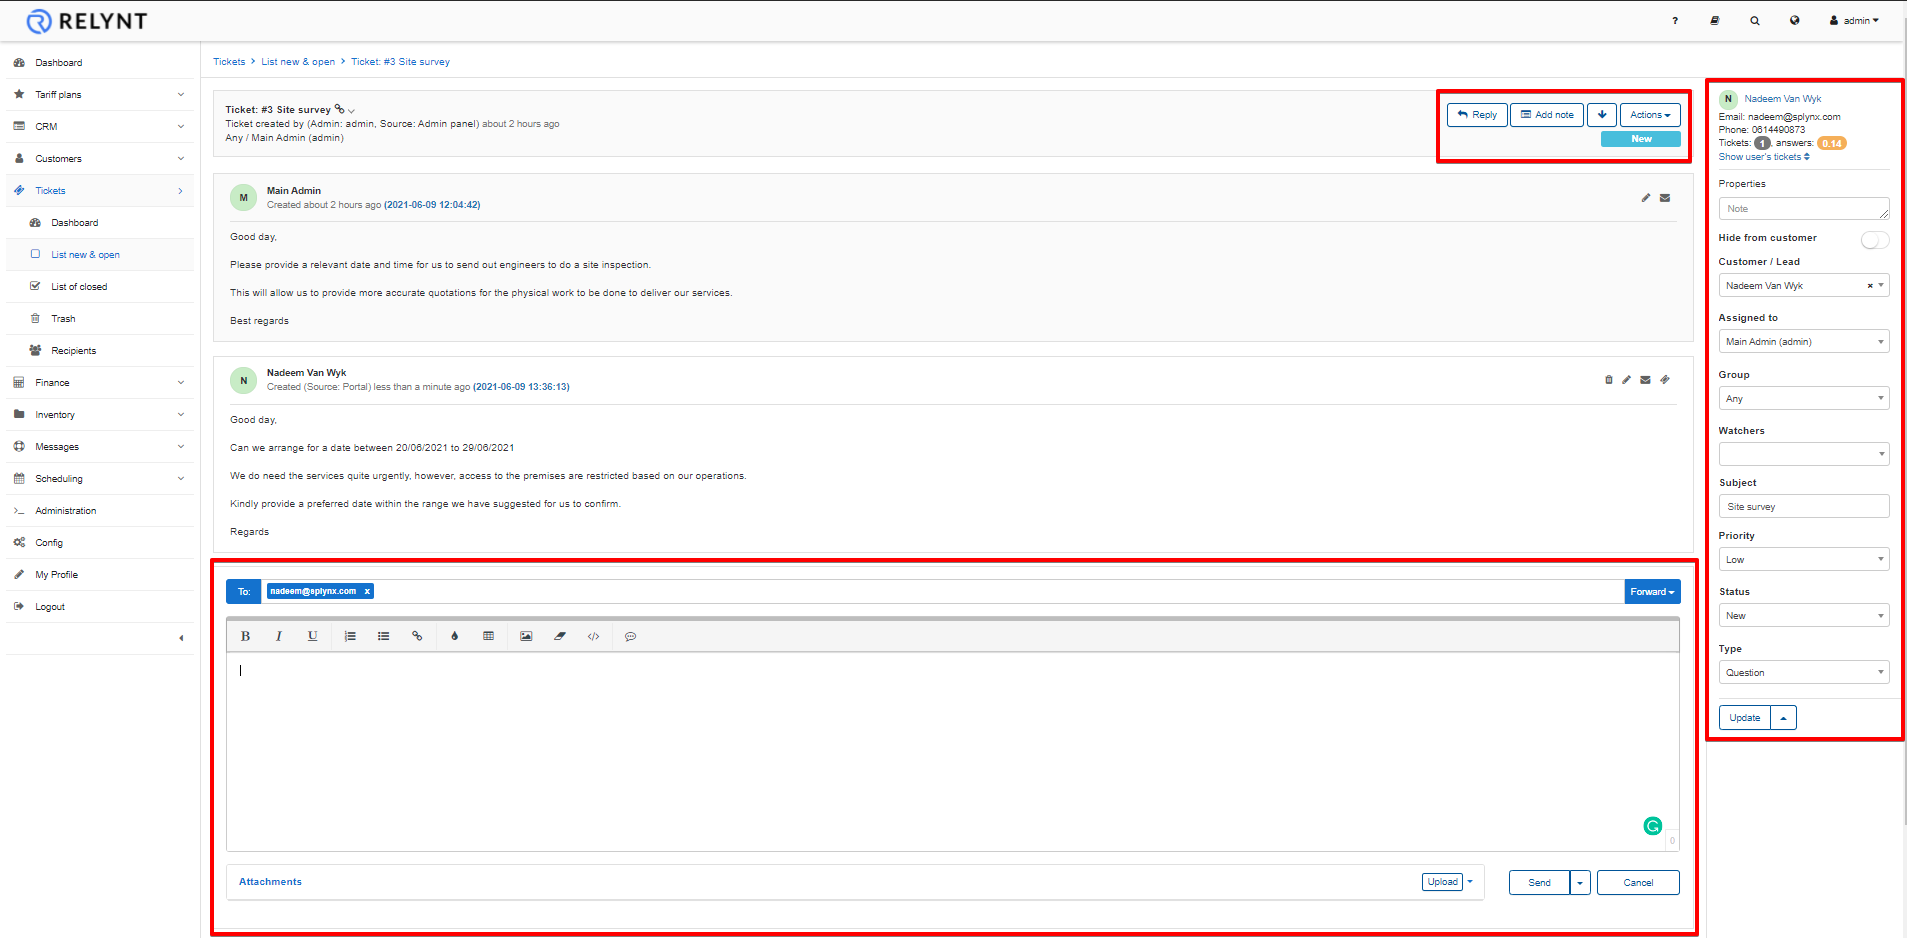 RELYNT
? admin
Dashboard
Tariff plans
CRM
Customers
Tickets
Dashboard
List new & open
List of closed
Trash
Recipients
Finance
Inventory
Messages
Scheduling
Administration
Config
My Profile
Logout
Tickets > List new & open > Ticket: #3 Site survey
Ticket: #3 Site survey
Ticket created by (Admin: admin, Source: Admin panel) about 2 hours ago
Any / Main Admin (admin)
Reply Add note Actions
New
M Main Admin
Created about 2 hours ago (2021-06-09 12:04:42)
Good day,
Please provide a relevant date and time for us to send out engineers to do a site inspection.
This will allow us to provide more accurate quotations for the physical work to be done to deliver our services.
Best regards
N Nadeem Van Wyk
Created (Source: Portal) less than a minute ago (2021-06-09 13:36:13)
Good day,
Can we arrange for a date between 20/06/2021 to 29/06/2021
We do need the services quite urgently, however, access to the premises are restricted based on our operations.
Kindly provide a preferred date within the range we have suggested for us to confirm.
Regards
To: nadeem@splynx.com x Forward
B I U
0
Attachments Upload Send Cancel
N Nadeem Van Wyk
Email: nadeem@splynx.com
Phone: 0614490873
Tickets: 1, answers: 0.14
Show user's tickets
Properties
Note
Hide from customer
Customer / Lead
Nadeem Van Wyk ×
Assigned to
Main Admin (admin)
Group
Any
Watchers
Subject
Site survey
Priority
Low
Status
New
Type
Question
Update